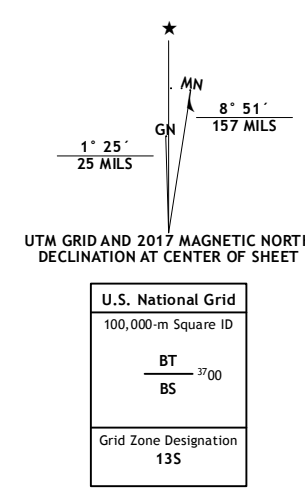 MN
8° 51´
157 MILS
GN
1° 25´
25 MILS
UTM GRID AND 2017 MAGNETIC NORT
DECLINATION AT CENTER OF SHEET
U.S. National Grid
100,000-m Square ID
BT
3700
BS
Grid Zone Designation
13S